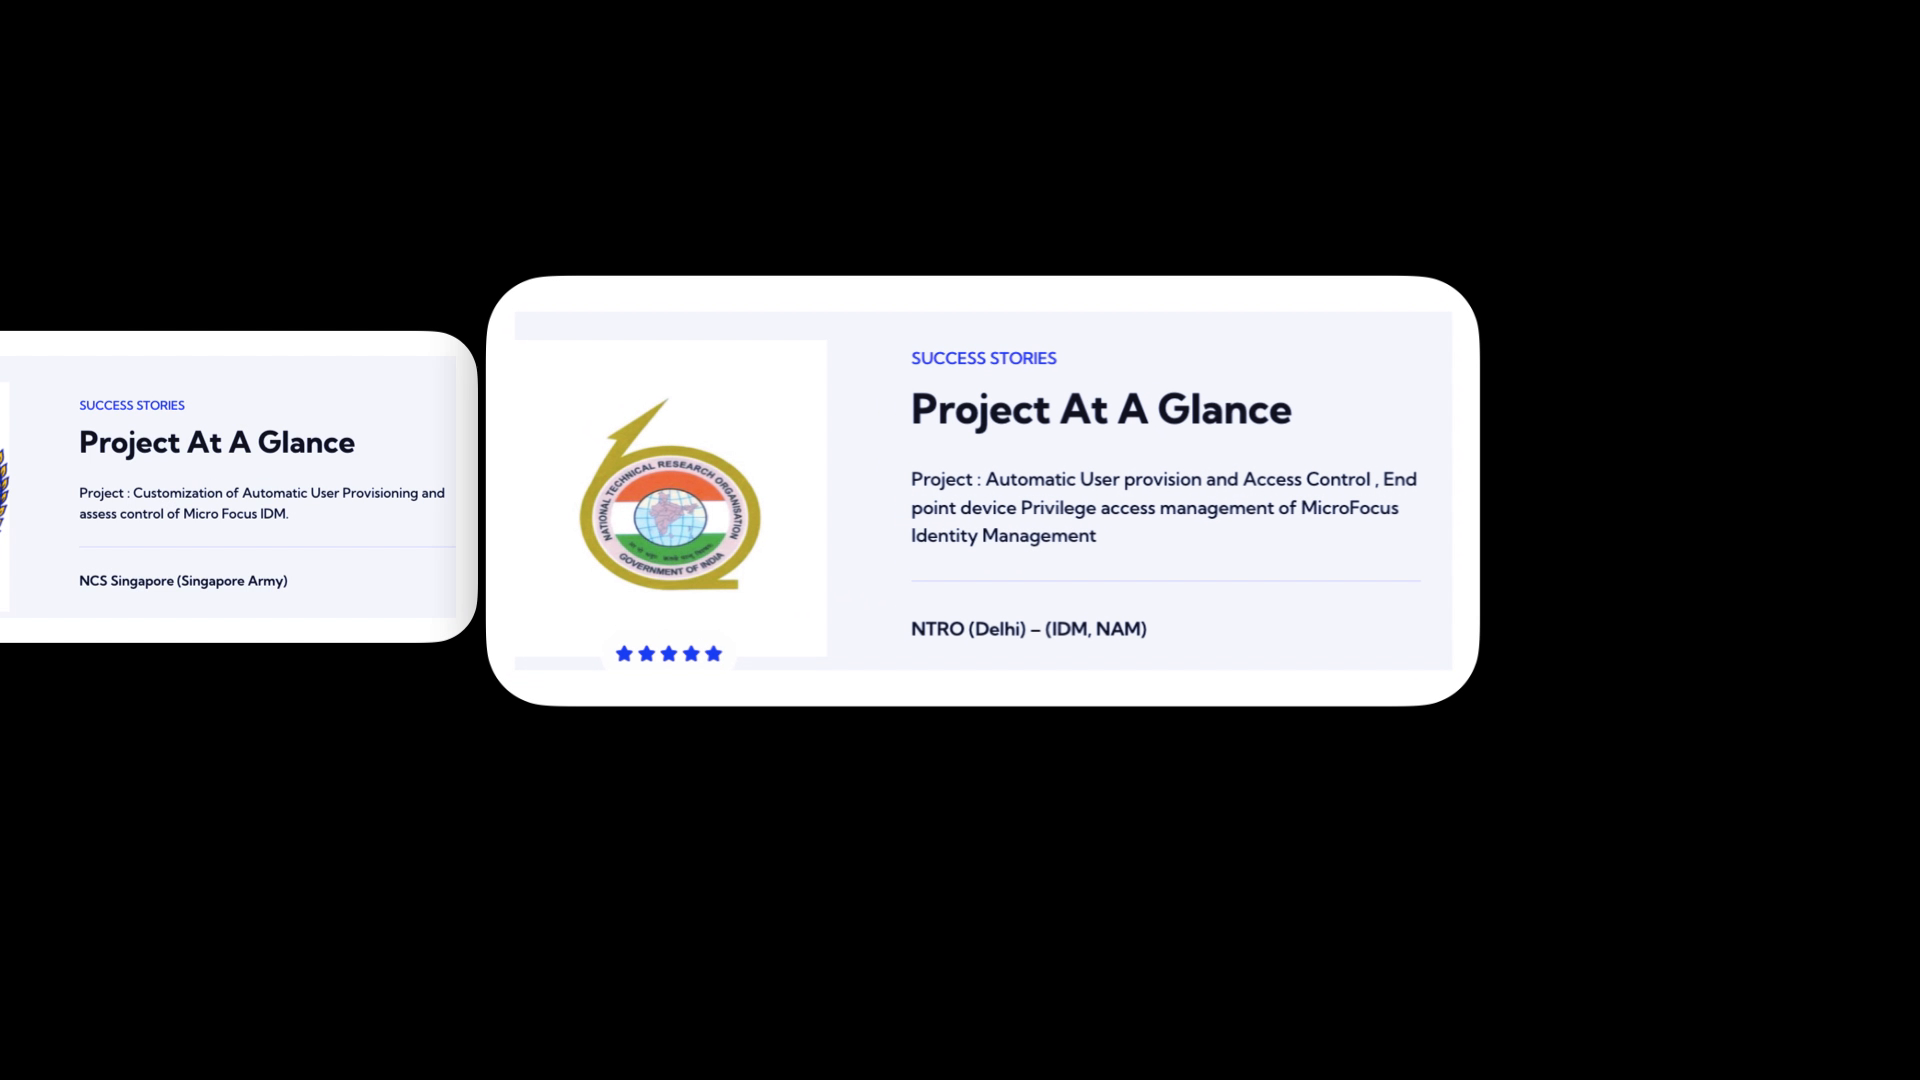 SUCCESS STORIES
Project At A Glance
Project : Customization of Automatic User Provisioning and
assess control of Micro Focus IDM.
NCS Singapore (Singapore Army)
NATIONAL TECHNICAL RESEARCH ORGANISATION
GOVERNMENT OF INDIA
SUCCESS STORIES
Project At A Glance
Project : Automatic User provision and Access Control , End
point device Privilege access management of MicroFocus
Identity Management
NTRO (Delhi) – (IDM, NAM)